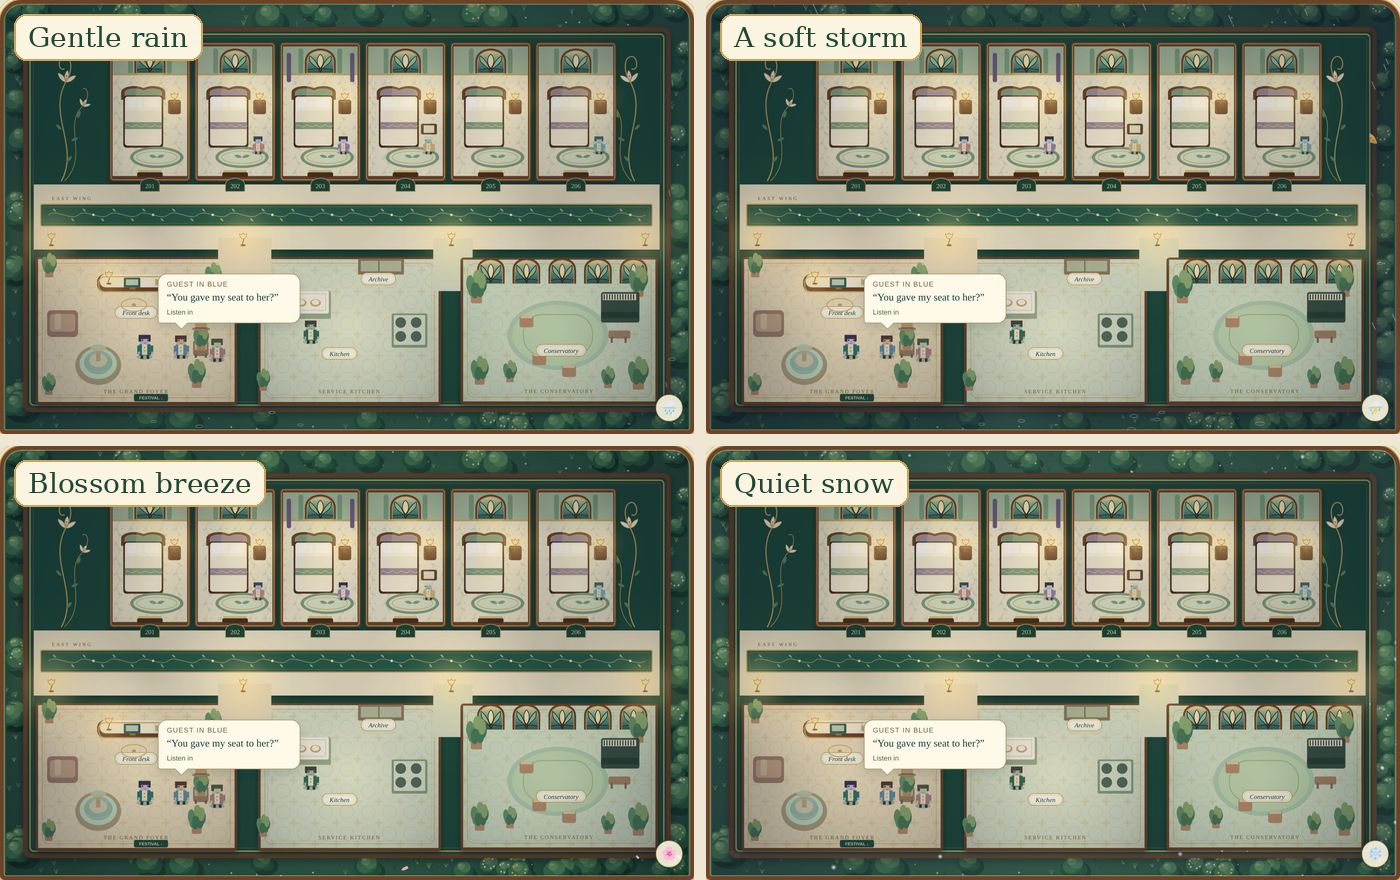 Gentle rain
201
202
203
204
205
206
EAST WING
Archive
GUEST IN BLUE
“You gave my seat to her?”
Listen in
Front desk
Kitchen
Conservatory
THE GRAND FOYER
SERVICE KITCHEN
THE CONSERVATORY
FESTIVAL
A soft storm
201
202
203
204
205
206
EAST WING
Archive
GUEST IN BLUE
“You gave my seat to her?”
Listen in
Front desk
Kitchen
Conservatory
THE GRAND FOYER
SERVICE KITCHEN
THE CONSERVATORY
FESTIVAL
Blossom breeze
201
202
203
204
205
206
EAST WING
Archive
GUEST IN BLUE
“You gave my seat to her?”
Listen in
Front desk
Kitchen
Conservatory
THE GRAND FOYER
SERVICE KITCHEN
THE CONSERVATORY
FESTIVAL
Quiet snow
201
202
203
204
205
206
EAST WING
Archive
GUEST IN BLUE
“You gave my seat to her?”
Listen in
Front desk
Kitchen
Conservatory
THE GRAND FOYER
SERVICE KITCHEN
THE CONSERVATORY
FESTIVAL